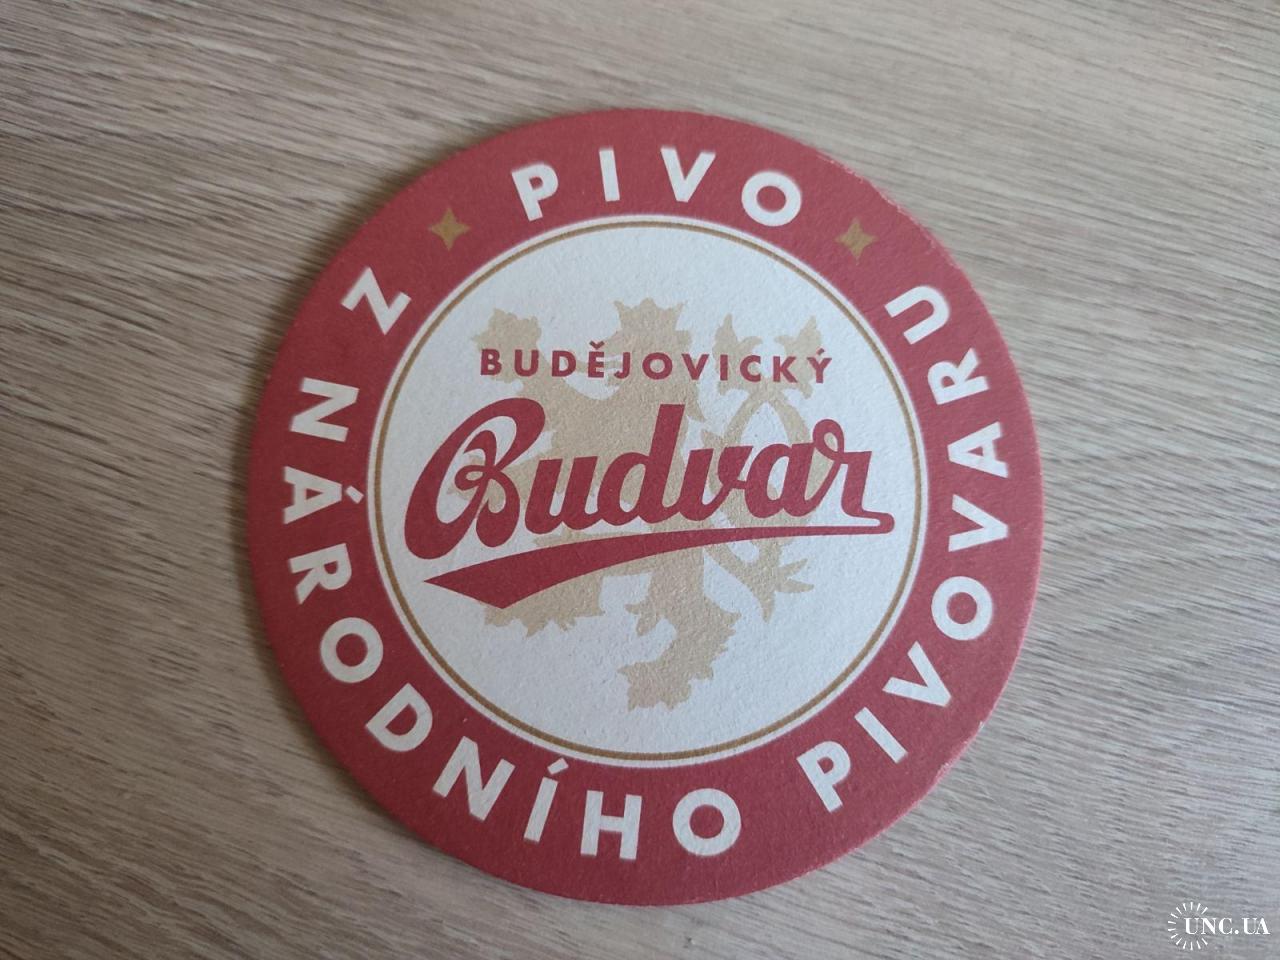 PIVO
Z NÁRODNÍHO PIVOVARU
BUDĚJOVICKÝ
Budvar
UNC.UA